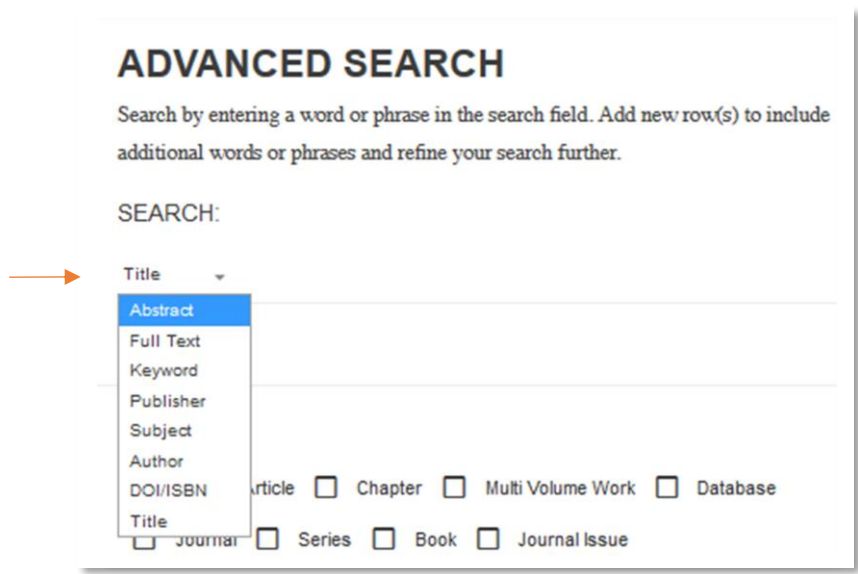 ADVANCED SEARCH
Search by entering a word or phrase in the search field. Add new row(s) to include
additional words or phrases and refine your search further.
SEARCH:
Title
Abstract
Full Text
Keyword
Publisher
Subject
Author
DOI/ISBN
Title
Chapter Multi Volume Work Database
Journal Series Book Journal Issue